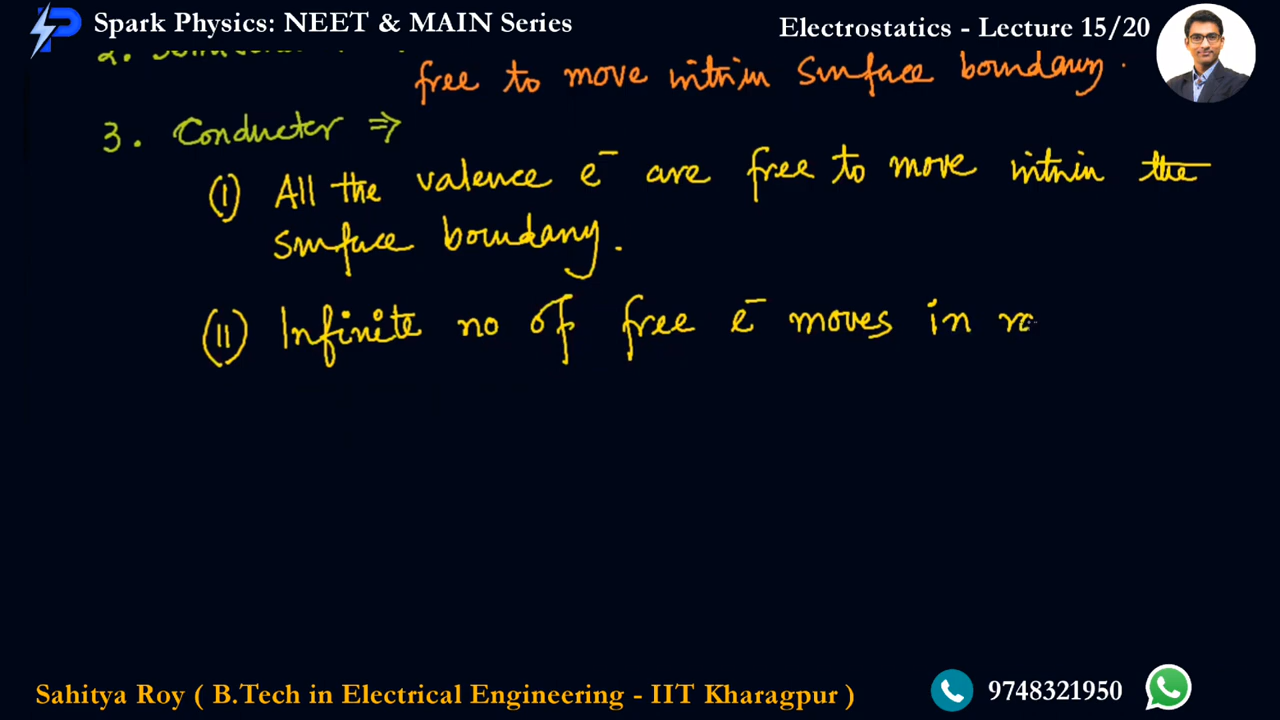 Spark Physics: NEET & MAIN Series
Electrostatics - Lecture 15/20
2.
free to move within surface boundary.
3. Conductor ⇒
(I) All the valence e⁻ are free to move within the
surface boundary.
(II) Infinite no of free e⁻ moves in
Sahitya Roy ( B.Tech in Electrical Engineering - IIT Kharagpur )
9748321950